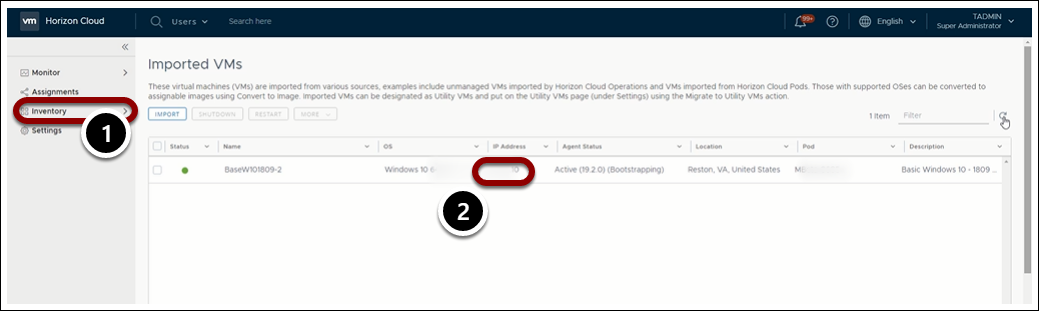 vm Horizon Cloud Users Search here 99+ English TADMIN
Super Administrator
Monitor
Assignments
Inventory
Settings
1
Imported VMs
These virtual machines (VMs) are imported from various sources, examples include unmanaged VMs imported by Horizon Cloud Operations and VMs imported from Horizon Cloud Pods. Those with supported OSes can be converted to
assignable images using Convert to Image. Imported VMs can be designated as Utility VMs and put on the Utility VMs page (under Settings) using the Migrate to Utility VMs action.
IMPORT SHUTDOWN RESTART MORE 1 Item Filter
Status Name OS IP Address Agent Status Location Pod Description
BaseW101809-2 Windows 10 Active (19.2.0) (Bootstrapping) Reston, VA, United States Basic Windows 10 - 1809 ...
2